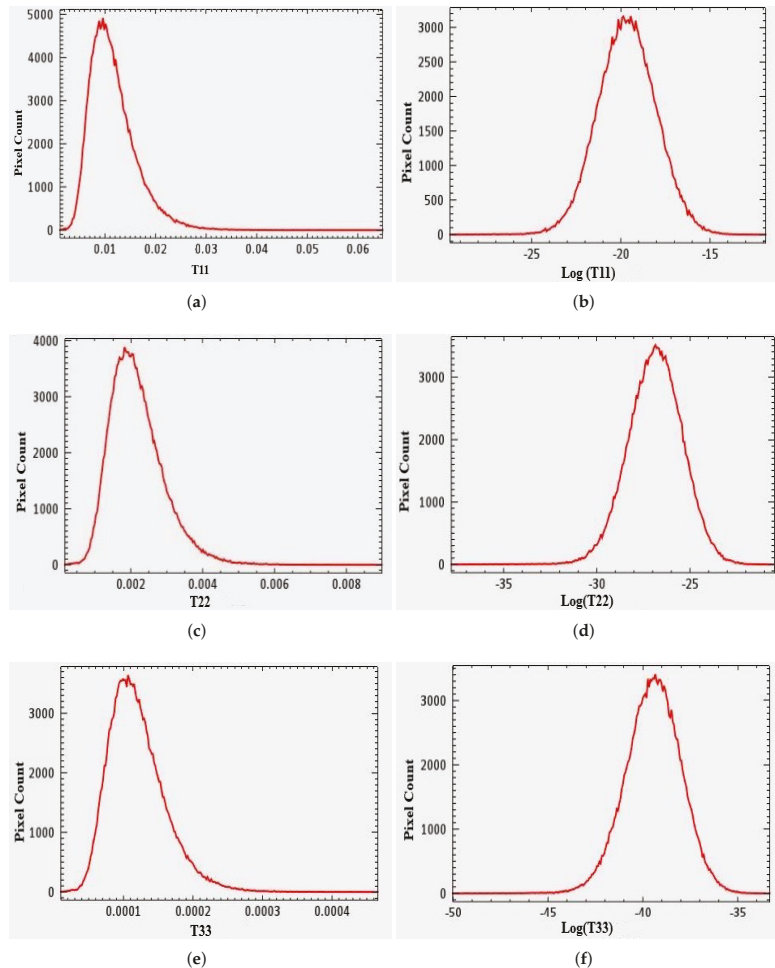 5000
4000
3000
2000
1000
0
Pixel Count
0.01 0.02 0.03 0.04 0.05 0.06
T11
(a)
3000
2500
2000
1500
1000
500
0
Pixel Count
-25 -20 -15
Log (T11)
(b)
4000
3000
2000
1000
0
Pixel Count
0.002 0.004 0.006 0.008
T22
(c)
3000
2000
1000
0
Pixel Count
-35 -30 -25
Log(T22)
(d)
3000
2000
1000
0
Pixel Count
0.0001 0.0002 0.0003 0.0004
T33
(e)
3000
2000
1000
0
Pixel Count
-50 -45 -40 -35
Log(T33)
(f)